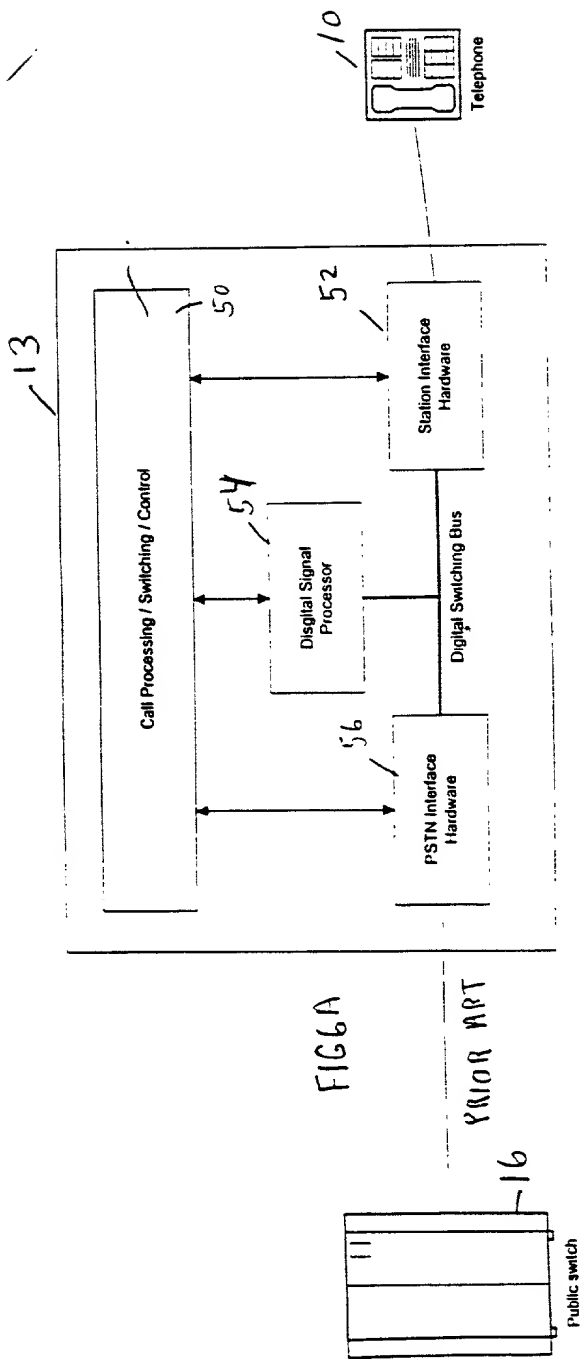 13
Call Processing / Switching / Control
50
54
Disgital Signal
Processor
56
PSTN Interface
Hardware
Digital Switching Bus
52
Station Interface
Hardware
10
Telephone
FIG6A
PRIOR ART
16
Public switch